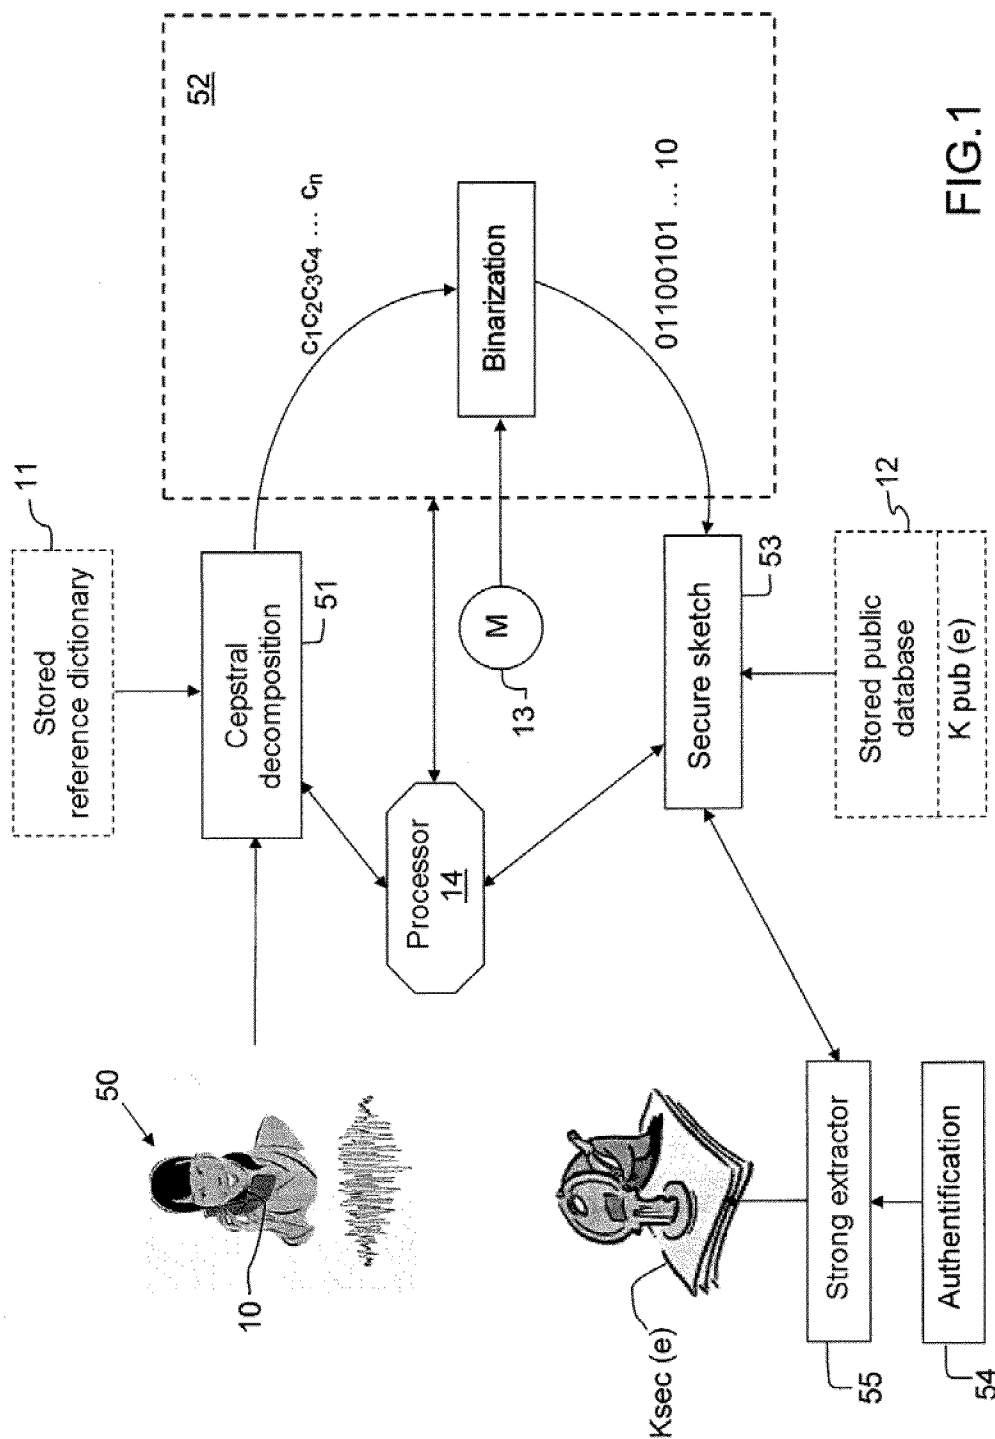 50
10
Stored
reference dictionary
11
Cepstral
decomposition
51
c1c2c3c4 ... cn
52
Processor
14
M
13
Binarization
01100101 ... 10
Ksec (e)
Secure sketch
53
Stored public
database
K pub (e)
12
Strong extractor
55
Authentification
54
FIG.1